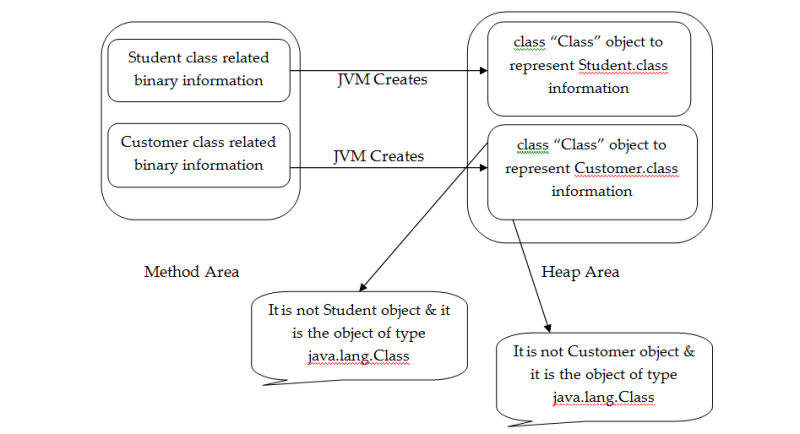 Student class related
binary information
JVM Creates
class “Class” object to
represent Student.class
information
Customer class related
binary information
JVM Creates
class “Class” object to
represent Customer.class
information
Method Area
Heap Area
It is not Student object & it
is the object of type
java.lang.Class
It is not Customer object &
it is the object of type
java.lang.Class